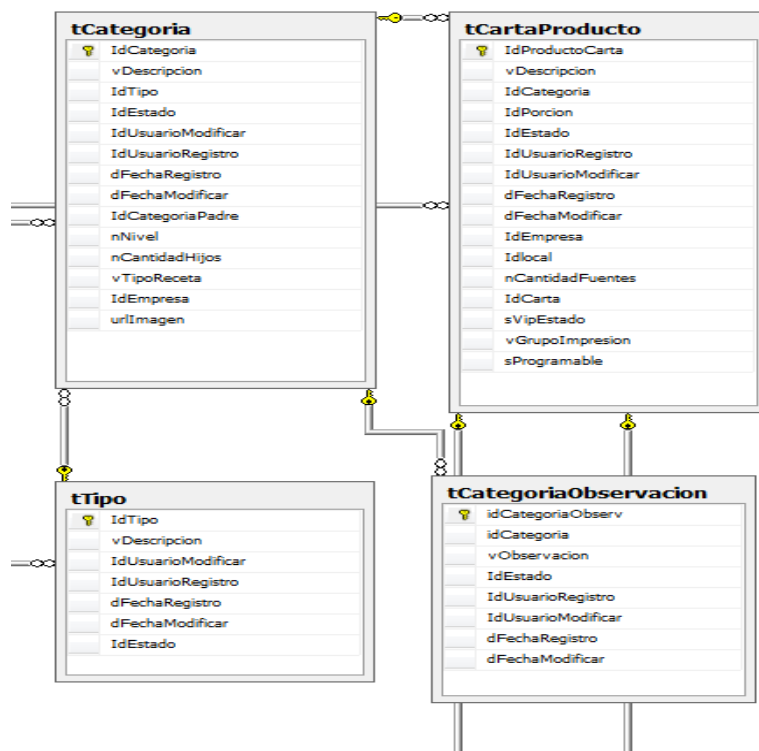 tCategoria
IdCategoria
vDescripcion
IdTipo
IdEstado
IdUsuarioModificar
IdUsuarioRegistro
dFechaRegistro
dFechaModificar
IdCategoriaPadre
nNivel
nCantidadHijos
vTipoReceta
IdEmpresa
urlImagen
tCartaProducto
IdProductoCarta
vDescripcion
IdCategoria
IdPorcion
IdEstado
IdUsuarioRegistro
IdUsuarioModificar
dFechaRegistro
dFechaModificar
IdEmpresa
Idlocal
nCantidadFuentes
IdCarta
sVipEstado
vGrupoImpresion
sProgramable
tTipo
IdTipo
vDescripcion
IdUsuarioModificar
IdUsuarioRegistro
dFechaRegistro
dFechaModificar
IdEstado
tCategoriaObservacion
idCategoriaObserv
idCategoria
vObservacion
IdEstado
IdUsuarioRegistro
IdUsuarioModificar
dFechaRegistro
dFechaModificar